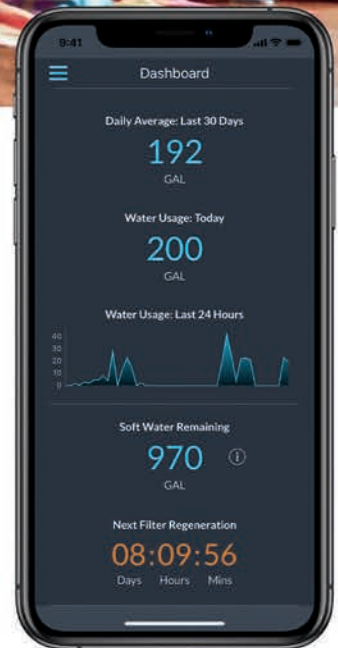 9:41
Dashboard
Daily Average: Last 30 Days
192
GAL
Water Usage: Today
200
GAL
Water Usage: Last 24 Hours
40
30
20
10
0
Soft Water Remaining
970 i
GAL
Next Filter Regeneration
08:09:56
Days Hours Mins